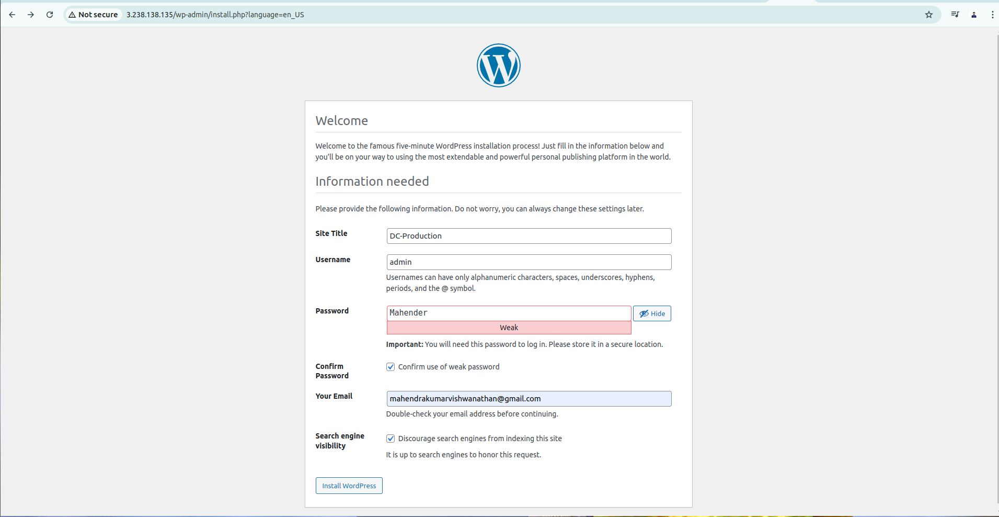 Not secure 3.238.138.135/wp-admin/install.php?language=en_US
Welcome
Welcome to the famous five-minute WordPress installation process! Just fill in the information below and
you’ll be on your way to using the most extendable and powerful personal publishing platform in the world.
Information needed
Please provide the following information. Do not worry, you can always change these settings later.
Site Title DC-Production
Username admin
Usernames can have only alphanumeric characters, spaces, underscores, hyphens,
periods, and the @ symbol.
Password Mahender Hide
Weak
Important: You will need this password to log in. Please store it in a secure location.
Confirm
Password
Confirm use of weak password
Your Email mahendrakumarvishwanathan@gmail.com
Double-check your email address before continuing.
Search engine
visibility
Discourage search engines from indexing this site
It is up to search engines to honor this request.
Install WordPress